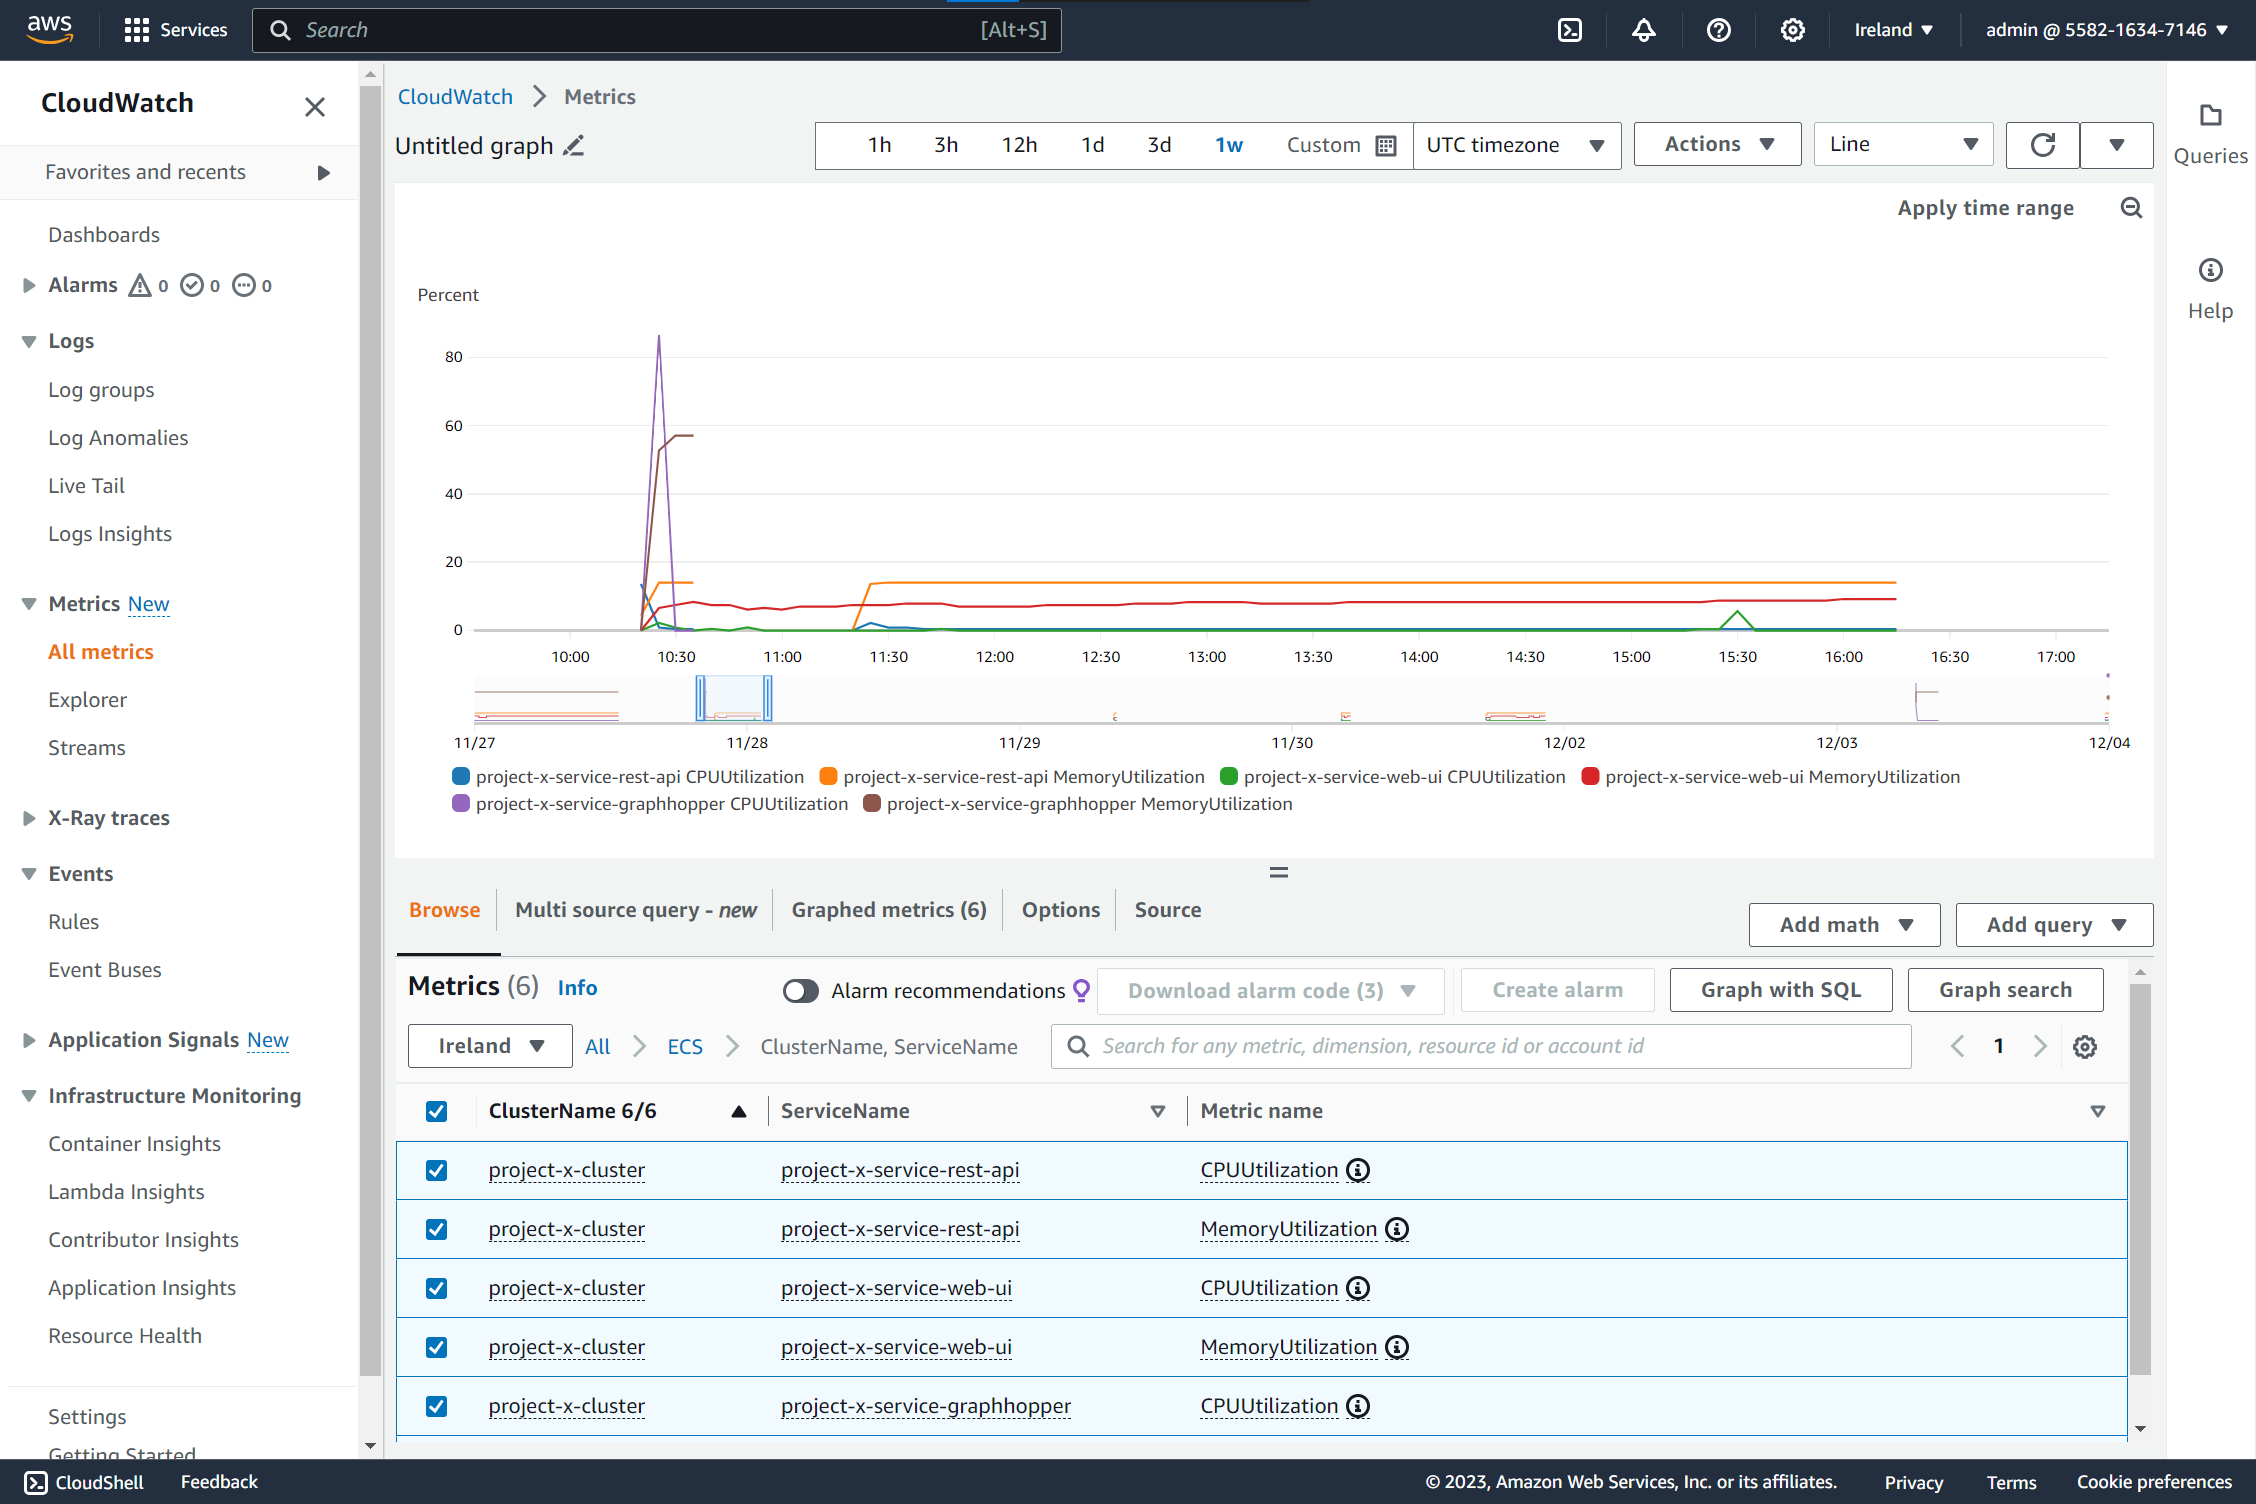 aws
Services
Search [Alt+S]
Ireland
admin @ 5582-1634-7146
CloudWatch
Favorites and recents
Dashboards
Alarms 0 0 0
Logs
Log groups
Log Anomalies
Live Tail
Logs Insights
Metrics New
All metrics
Explorer
Streams
X-Ray traces
Events
Rules
Event Buses
Application Signals New
Infrastructure Monitoring
Container Insights
Lambda Insights
Contributor Insights
Application Insights
Resource Health
Settings
Getting Started
CloudWatch Metrics
Untitled graph
1h 3h 12h 1d 3d 1w Custom UTC timezone Actions Line
Apply time range
Queries
Help
Percent
80
60
40
20
0
10:00 10:30 11:00 11:30 12:00 12:30 13:00 13:30 14:00 14:30 15:00 15:30 16:00 16:30 17:00
11/27 11/28 11/29 11/30 12/02 12/03 12/04
project-x-service-rest-api CPUUtilization project-x-service-rest-api MemoryUtilization project-x-service-web-ui CPUUtilization project-x-service-web-ui MemoryUtilization
project-x-service-graphhopper CPUUtilization project-x-service-graphhopper MemoryUtilization
Browse Multi source query - new Graphed metrics (6) Options Source
Add math Add query
Metrics (6) Info Alarm recommendations Download alarm code (3) Create alarm Graph with SQL Graph search
Ireland All ECS ClusterName, ServiceName Search for any metric, dimension, resource id or account id 1
ClusterName 6/6 ServiceName Metric name
project-x-cluster project-x-service-rest-api CPUUtilization
project-x-cluster project-x-service-rest-api MemoryUtilization
project-x-cluster project-x-service-web-ui CPUUtilization
project-x-cluster project-x-service-web-ui MemoryUtilization
project-x-cluster project-x-service-graphhopper CPUUtilization
CloudShell Feedback © 2023, Amazon Web Services, Inc. or its affiliates. Privacy Terms Cookie preferences